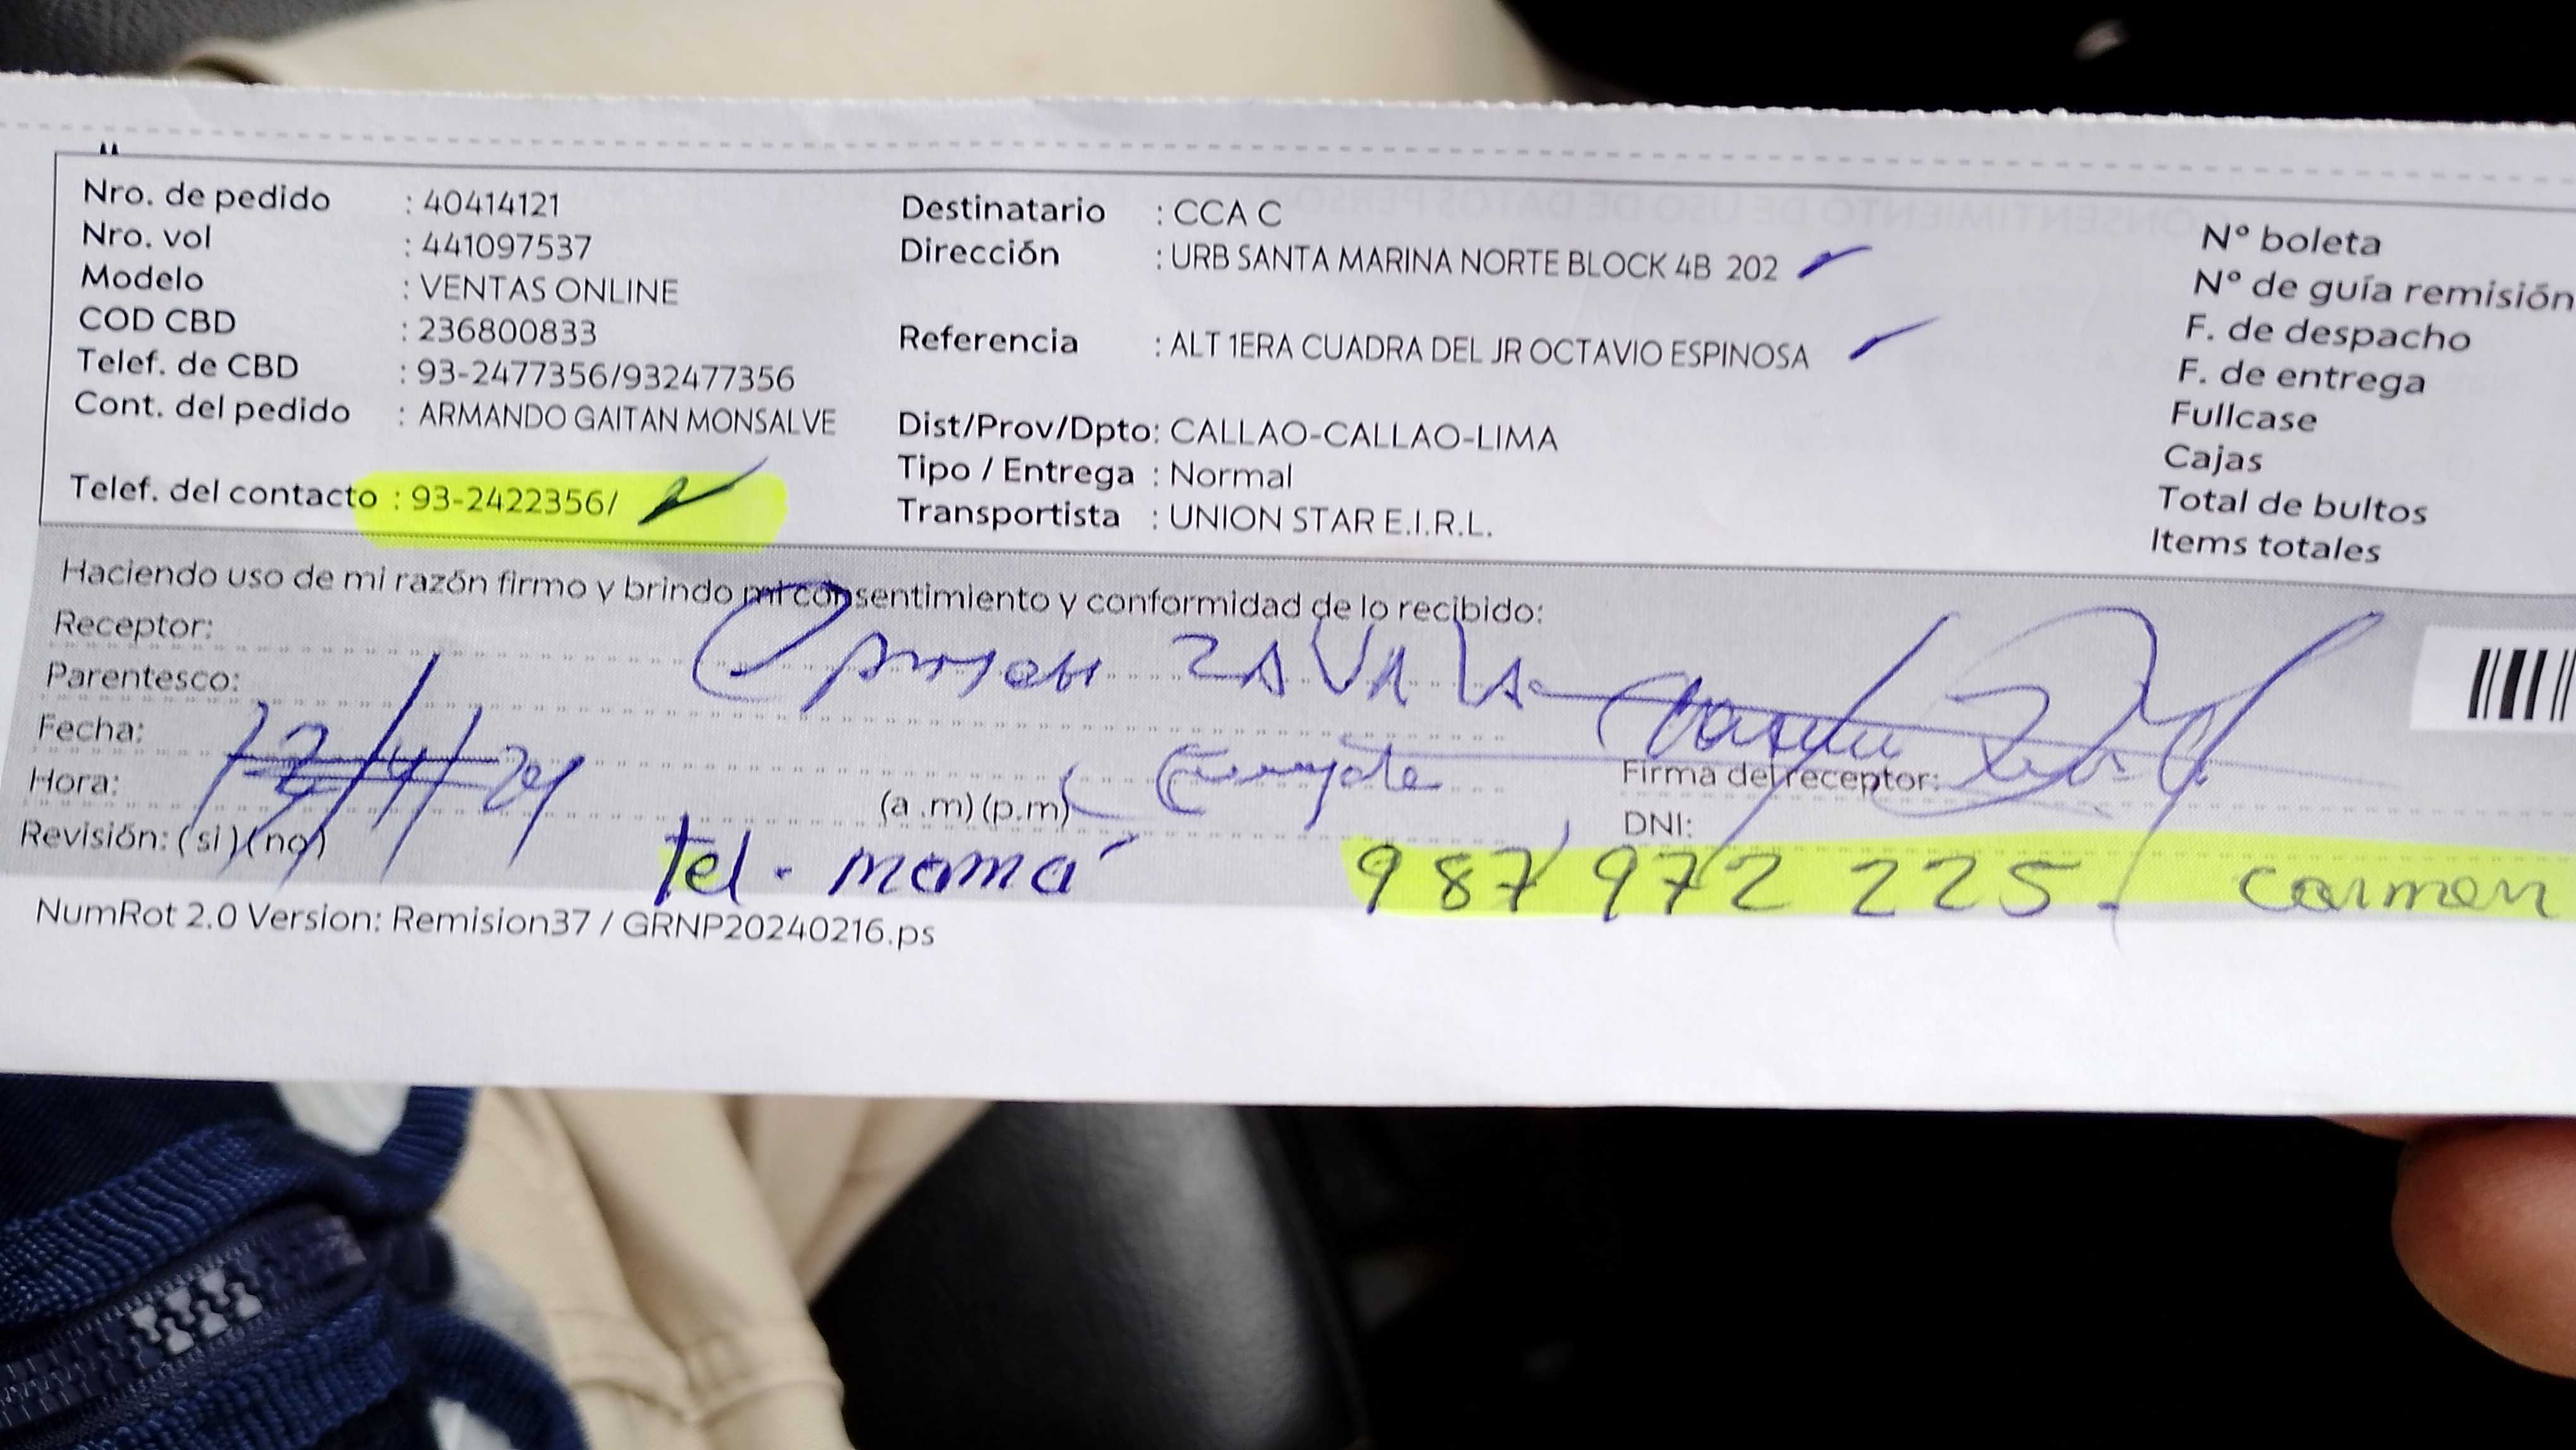 Nro. de pedido : 40414121
Nro. vol : 441097537
Modelo : VENTAS ONLINE
COD CBD : 236800833
Telef. de CBD : 93-2477356/932477356
Cont. del pedido : ARMANDO GAITAN MONSALVE
Telef. del contacto : 93-2422356/
Destinatario : CCA C
Dirección : URB SANTA MARINA NORTE BLOCK 4B 202
Referencia : ALT 1ERA CUADRA DEL JR OCTAVIO ESPINOSA
Dist/Prov/Dpto: CALLAO-CALLAO-LIMA
Tipo / Entrega : Normal
Transportista : UNION STAR E.I.R.L.
Nº boleta
Nº de guía remisión
F. de despacho
F. de entrega
Fullcase
Cajas
Total de bultos
Items totales
Haciendo uso de mi razón firmo y brindo mi consentimiento y conformidad de lo recibido:
Receptor: ZAVALA
Parentesco:
Fecha:
Hora: (a .m) (p.m)
Firma del receptor:
DNI:
Revisión: ( si ) ( no )
tel - mamá 987 972 225. Carmen
NumRot 2.0 Version: Remision37 / GRNP20240216.ps